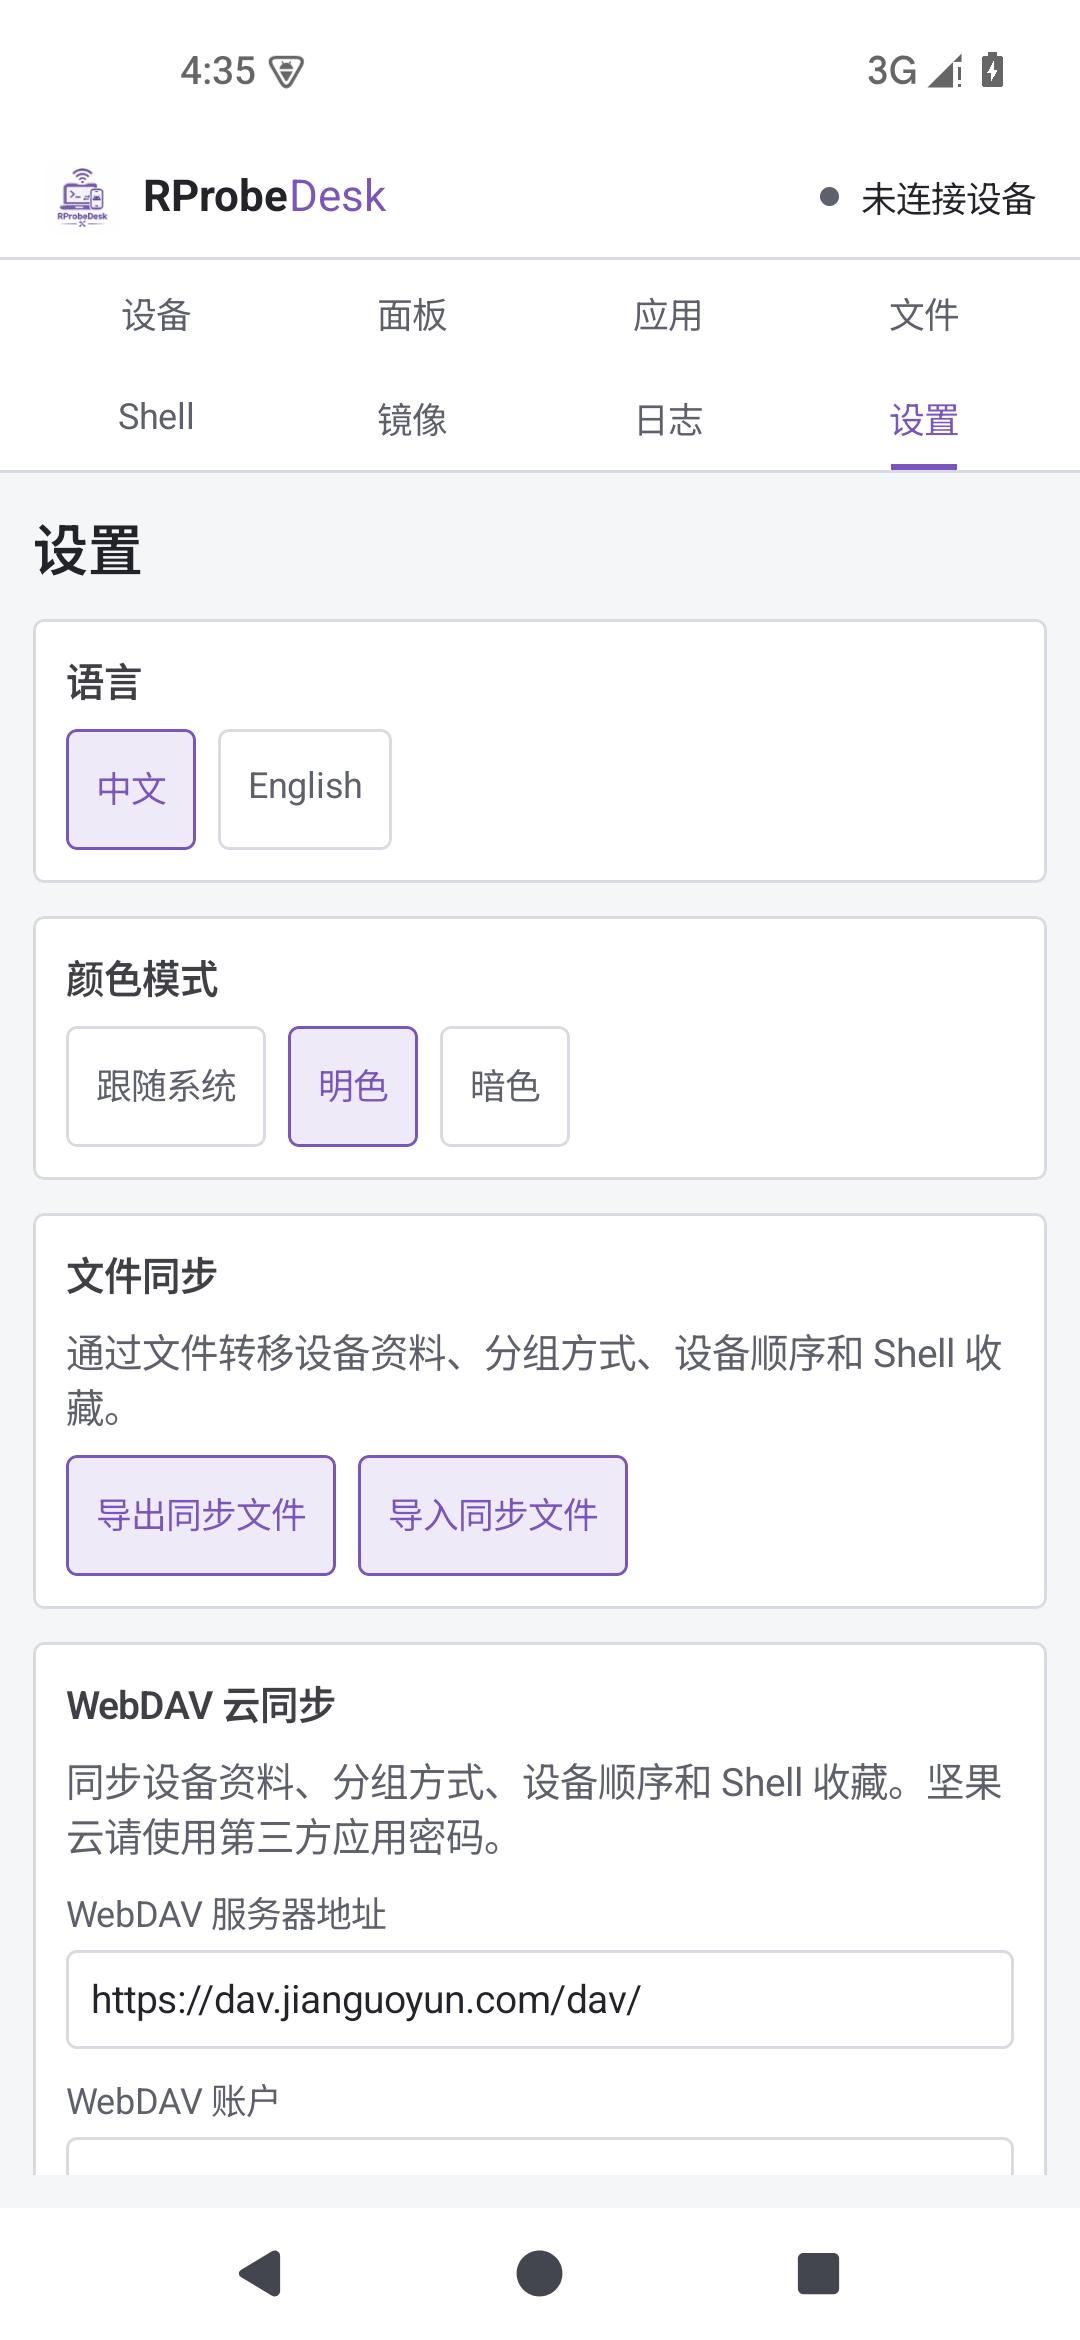 4:35
3G
RProbeDesk
RProbeDesk
未连接设备
设备
面板
应用
文件
Shell
镜像
日志
设置
设置
语言
中文
English
颜色模式
跟随系统
明色
暗色
文件同步
通过文件转移设备资料、分组方式、设备顺序和 Shell 收
藏。
导出同步文件
导入同步文件
WebDAV 云同步
同步设备资料、分组方式、设备顺序和 Shell 收藏。坚果
云请使用第三方应用密码。
WebDAV 服务器地址
https://dav.jianguoyun.com/dav/
WebDAV 账户